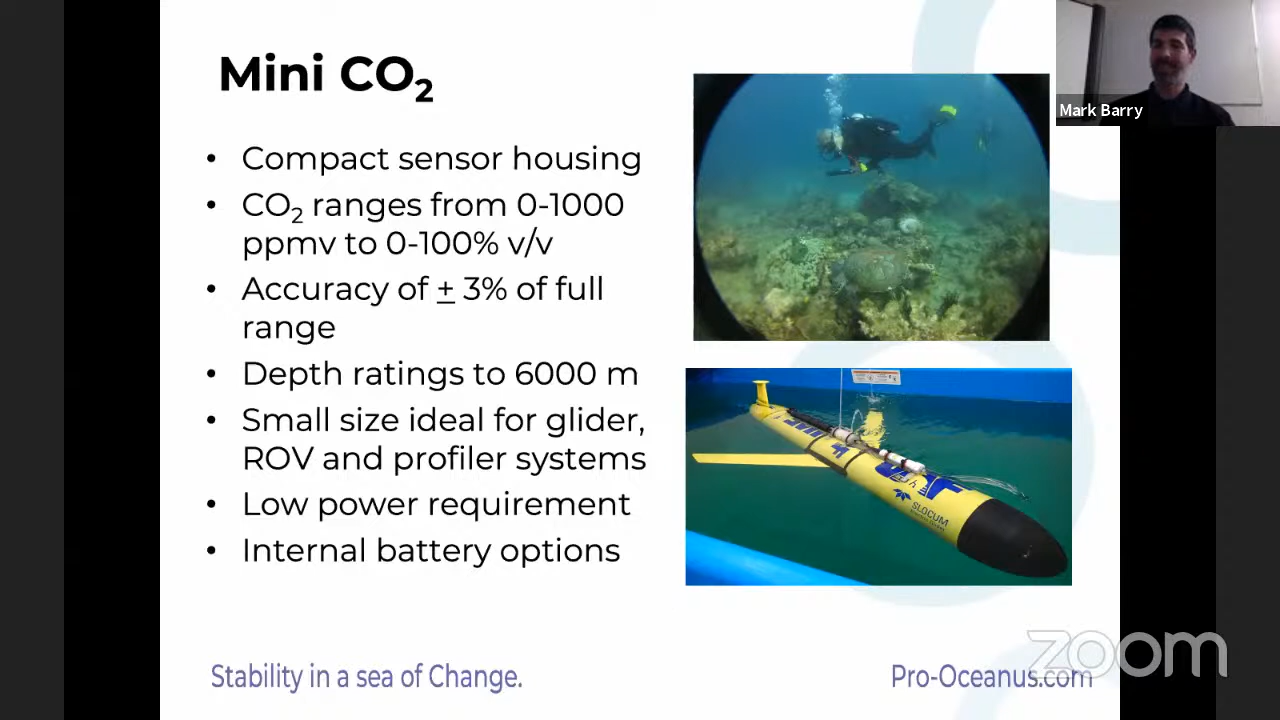 Mini CO₂
• Compact sensor housing
• CO₂ ranges from 0-1000
ppmv to 0-100% v/v
• Accuracy of ± 3% of full
range
• Depth ratings to 6000 m
• Small size ideal for glider,
ROV and profiler systems
• Low power requirement
• Internal battery options
Mark Barry
SLOCUM
Stability in a sea of Change.
Pro-Oceanus.com
zoom